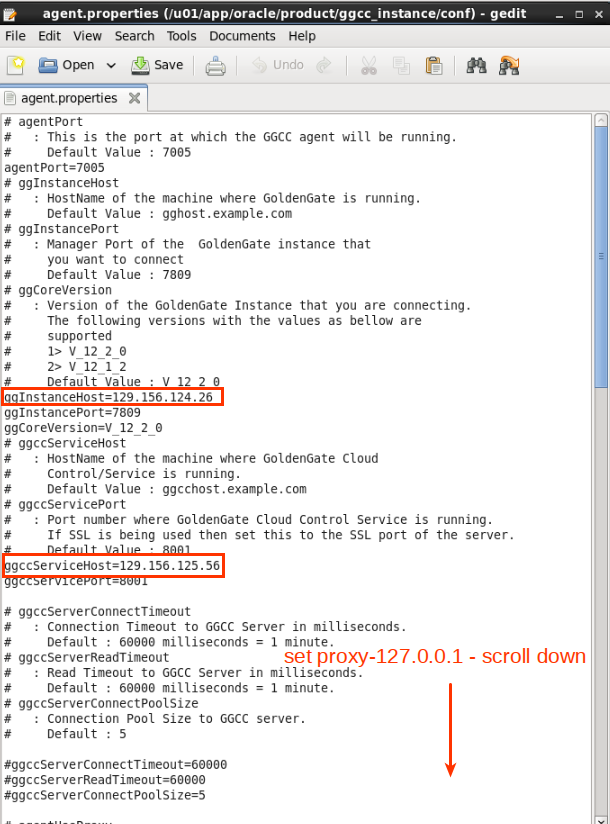 agent.properties (/u01/app/oracle/product/ggcc_instance/conf) - gedit
File Edit View Search Tools Documents Help
Open Save Undo
agent.properties
# agentPort
#   : This is the port at which the GGCC agent will be running.
#     Default Value : 7005
agentPort=7005
# ggInstanceHost
#   : HostName of the machine where GoldenGate is running.
#     Default Value : gghost.example.com
# ggInstancePort
#   : Manager Port of the  GoldenGate instance that
#     you want to connect
#     Default Value : 7809
# ggCoreVersion
#   : Version of the GoldenGate Instance that you are connecting.
#     The following versions with the values as bellow are
#     supported
#     1> V_12_2_0
#     2> V_12_1_2
#     Default Value : V_12_2_0
ggInstanceHost=129.156.124.26
ggInstancePort=7809
ggCoreVersion=V_12_2_0
# ggccServiceHost
#   : HostName of the machine where GoldenGate Cloud
#     Control/Service is running.
#     Default Value : ggcchost.example.com
# ggccServicePort
#   : Port number where GoldenGate Cloud Control Service is running.
#     If SSL is being used then set this to the SSL port of the server.
#     Default Value : 8001
ggccServiceHost=129.156.125.56
ggccServicePort=8001
# ggccServerConnectTimeout
#   : Connection Timeout to GGCC Server in milliseconds.
#     Default : 60000 milliseconds = 1 minute.
# ggccServerReadTimeout
set proxy-127.0.0.1 - scroll down
#   : Read Timeout to GGCC Server in milliseconds.
#     Default : 60000 milliseconds = 1 minute.
# ggccServerConnectPoolSize
#   : Connection Pool Size to GGCC server.
#     Default : 5
#ggccServerConnectTimeout=60000
#ggccServerReadTimeout=60000
#ggccServerConnectPoolSize=5
# agentUseProxy